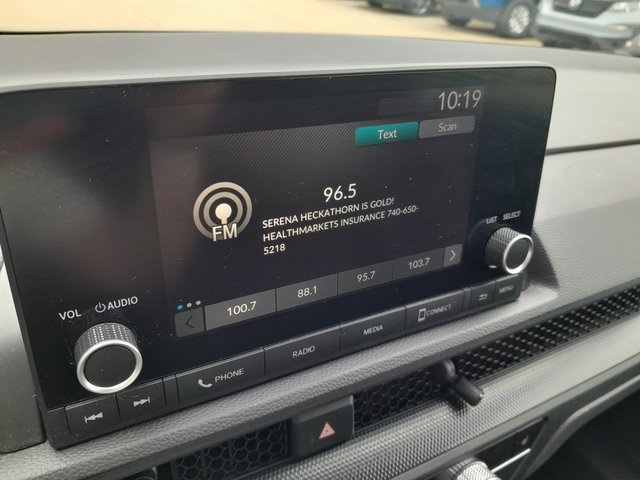 10:19
Text Scan
96.5
FM
SERENA HECKATHORN IS GOLD!
HEALTHMARKETS INSURANCE 740-650-
5218
LIST SELECT
VOL AUDIO
100.7 88.1 95.7 103.7
PHONE RADIO MEDIA CONNECT MENU